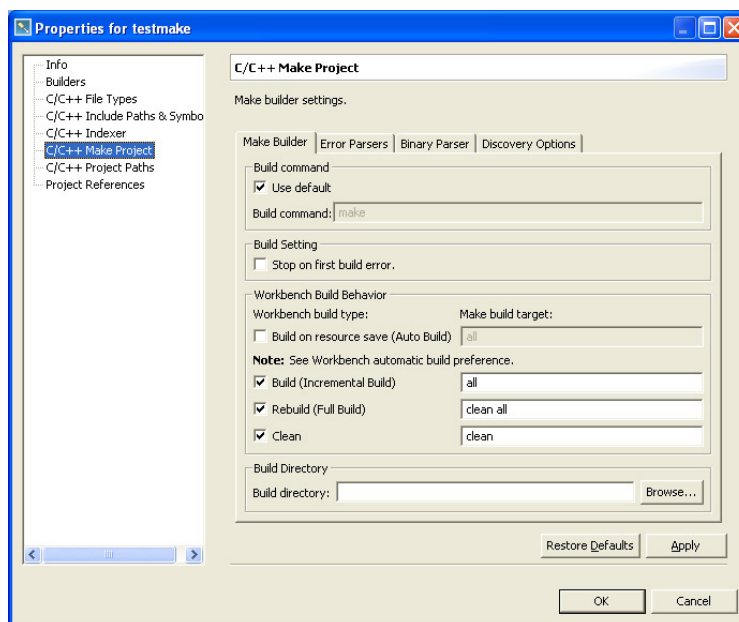 Properties for testmake
Info
Builders
C/C++ File Types
C/C++ Include Paths & Symbo
C/C++ Indexer
C/C++ Make Project
C/C++ Project Paths
Project References
C/C++ Make Project
Make builder settings.
Make Builder Error Parsers Binary Parser Discovery Options
Build command
Use default
Build command: make
Build Setting
Stop on first build error.
Workbench Build Behavior
Workbench build type: Make build target:
Build on resource save (Auto Build) all
Note: See Workbench automatic build preference.
Build (Incremental Build) all
Rebuild (Full Build) clean all
Clean clean
Build Directory
Build directory: Browse...
Restore Defaults Apply
OK Cancel